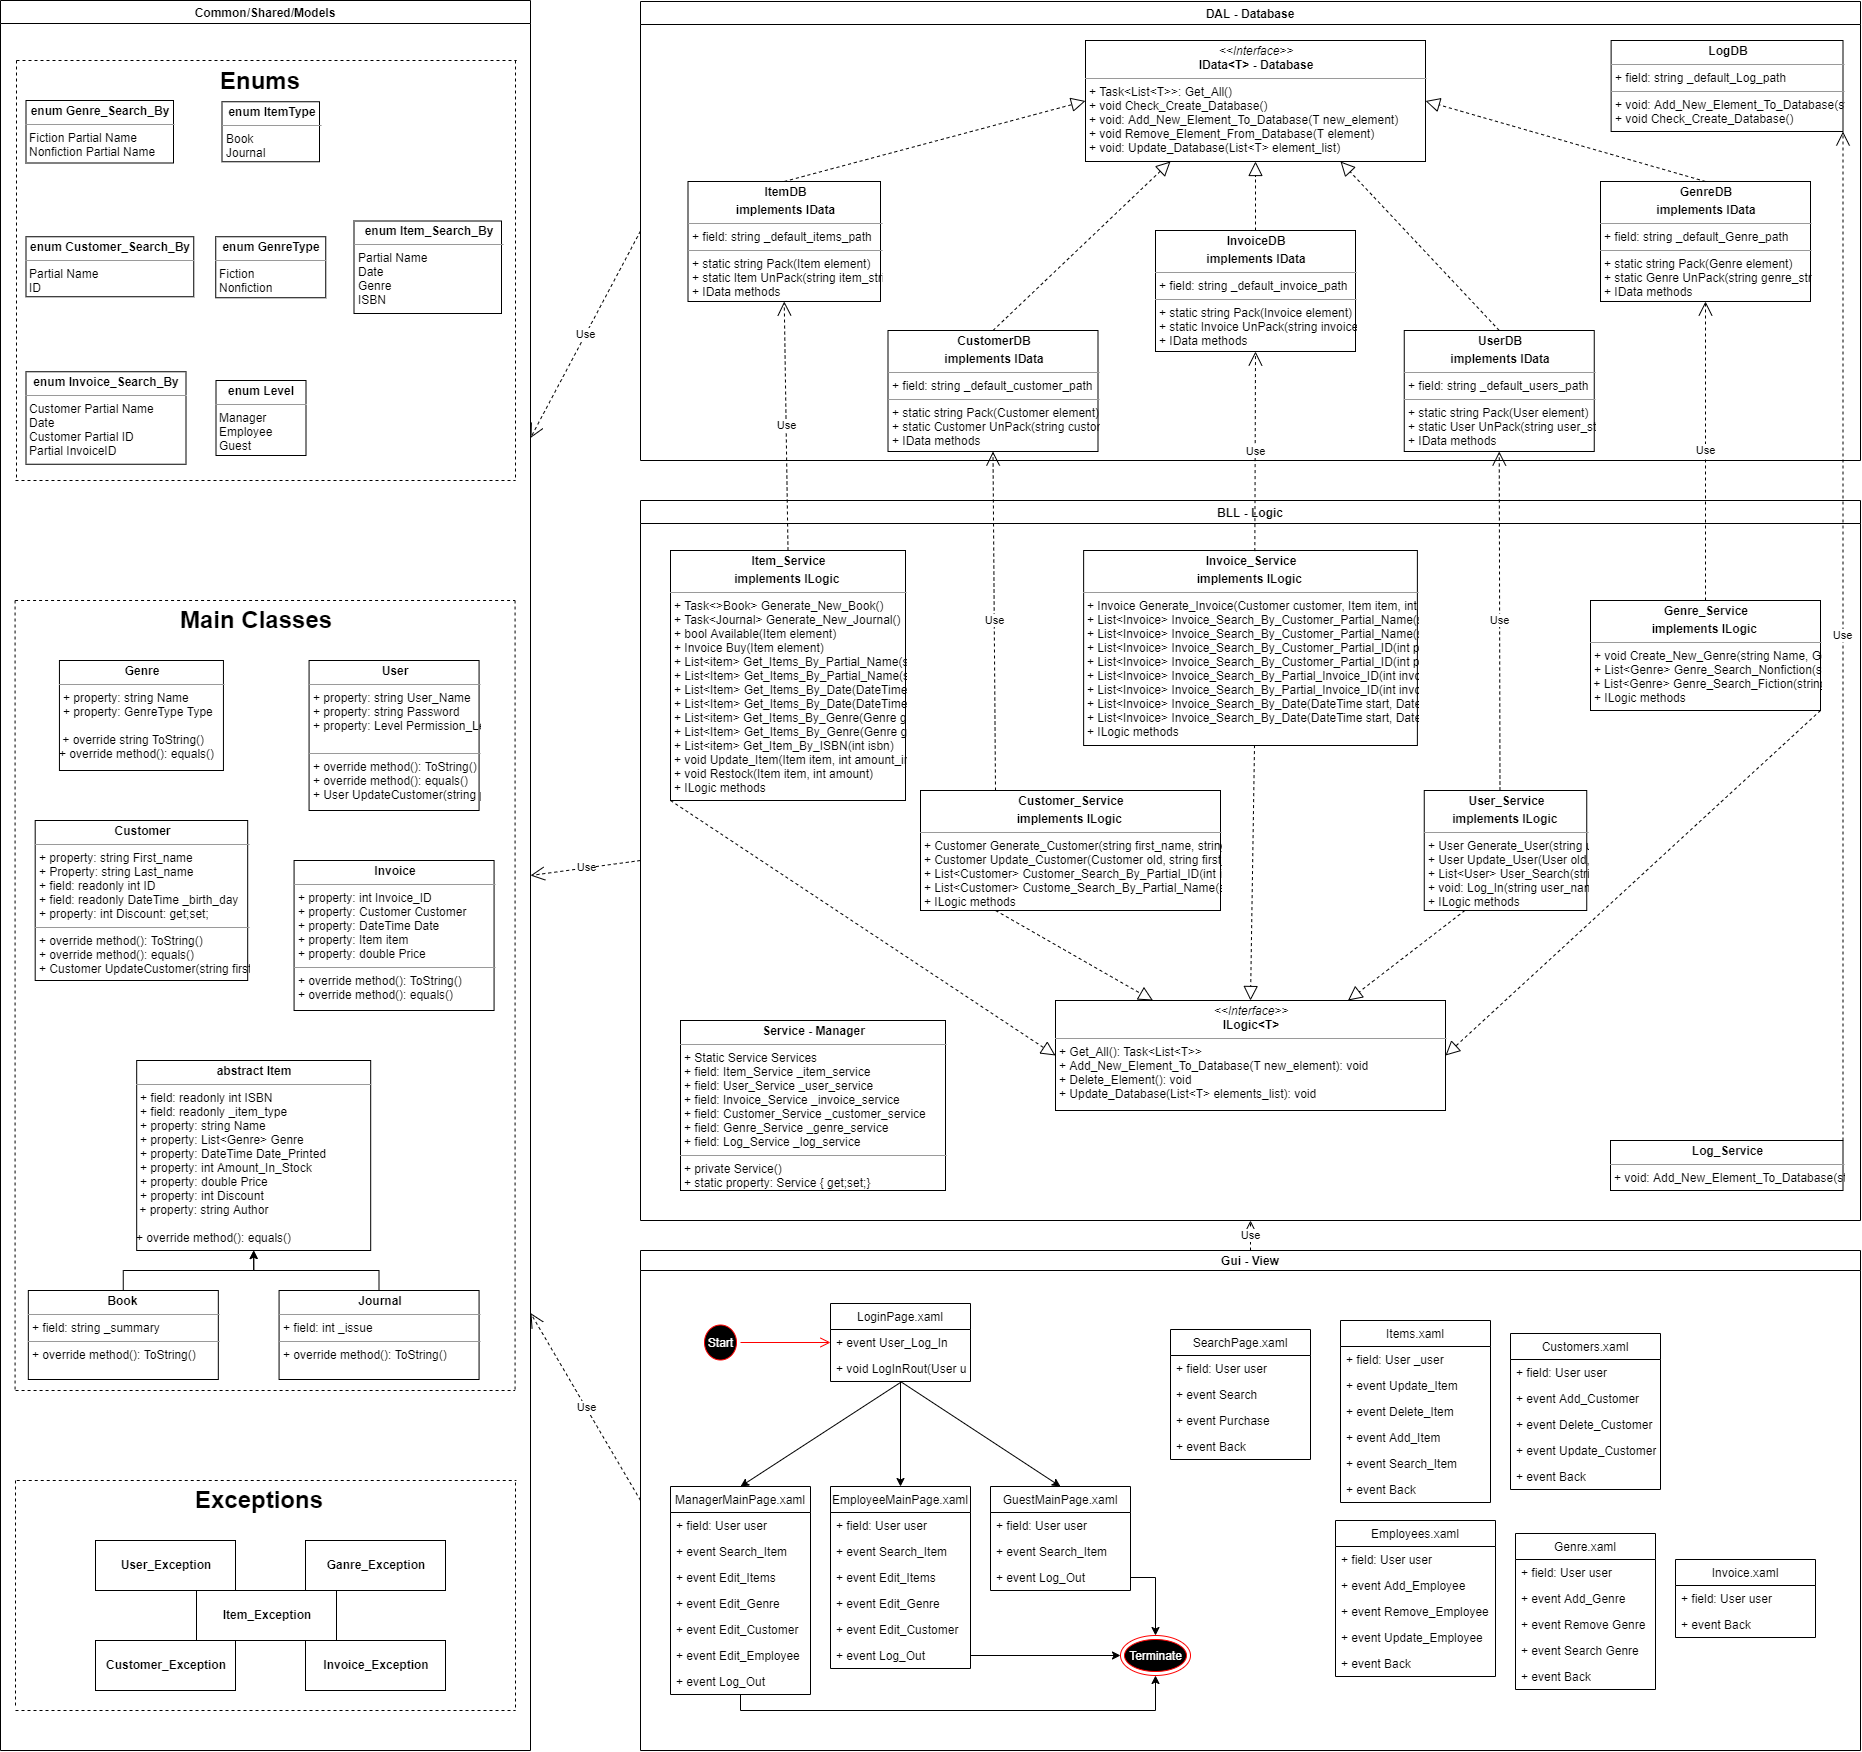 Common/Shared/Models
Enums
enum Genre_Search_By
Fiction Partial Name
Nonfiction Partial Name
enum ItemType
Book
Journal
enum Customer_Search_By
Partial Name
ID
enum GenreType
Fiction
Nonfiction
enum Item_Search_By
Partial Name
Date
Genre
ISBN
enum Invoice_Search_By
Customer Partial Name
Date
Customer Partial ID
Partial InvoiceID
enum Level
Manager
Employee
Guest
Main Classes
Genre
+ property: string Name
+ property: GenreType Type
+ override string ToString()
+ override method(): equals()
User
+ property: string User_Name
+ property: string Password
+ property: Level Permission_L
+ override method(): ToString()
+ override method(): equals()
+ User UpdateCustomer(string
Customer
+ property: string First_name
+ Property: string Last_name
+ field: readonly int ID
+ field: readonly DateTime _birth_day
+ property: int Discount: get;set;
+ override method(): ToString()
+ override method(): equals()
+ Customer UpdateCustomer(string first
Invoice
+ property: int Invoice_ID
+ property: Customer Customer
+ property: DateTime Date
+ property: Item item
+ property: double Price
+ override method(): ToString()
+ override method(): equals()
abstract Item
+ field: readonly int ISBN
+ field: readonly _item_type
+ property: string Name
+ property: List<Genre> Genre
+ property: DateTime Date_Printed
+ property: int Amount_In_Stock
+ property: double Price
+ property: int Discount
+ property: string Author
+ override method(): equals()
Book
+ field: string _summary
+ override method(): ToString()
Journal
+ field: int _issue
+ override method(): ToString()
Exceptions
User_Exception
Ganre_Exception
Item_Exception
Customer_Exception
Invoice_Exception
Use
Use
Use
DAL - Database
<<Interface>>
IData<T> - Database
+ Task<List<T>>: Get_All()
+ void Check_Create_Database()
+ void: Add_New_Element_To_Database(T new_element)
+ void Remove_Element_From_Database(T element)
+ void: Update_Database(List<T> element_list)
LogDB
+ field: string _default_Log_path
+ void: Add_New_Element_To_Database(s
+ void Check_Create_Database()
ItemDB
implements IData
+ field: string _default_items_path
+ static string Pack(Item element)
+ static Item UnPack(string item_str
+ IData methods
InvoiceDB
implements IData
+ field: string _default_invoice_path
+ static string Pack(Invoice element)
+ static Invoice UnPack(string invoice
+ IData methods
GenreDB
implements IData
+ field: string _default_Genre_path
+ static string Pack(Genre element)
+ static Genre UnPack(string genre_str
+ IData methods
CustomerDB
implements IData
+ field: string _default_customer_path
+ static string Pack(Customer element)
+ static Customer UnPack(string custor
+ IData methods
UserDB
implements IData
+ field: string _default_users_path
+ static string Pack(User element)
+ static User UnPack(string user_st
+ IData methods
Use
Use
Use
BLL - Logic
Item_Service
implements ILogic
+ Task<>Book> Generate_New_Book()
+ Task<Journal> Generate_New_Journal()
+ bool Available(Item element)
+ Invoice Buy(Item element)
+ List<item> Get_Items_By_Partial_Name(s
+ List<Item> Get_Items_By_Partial_Name(s
+ List<Item> Get_Items_By_Date(DateTime
+ List<Item> Get_Items_By_Date(DateTime
+ List<item> Get_Items_By_Genre(Genre g
+ List<Item> Get_Items_By_Genre(Genre g
+ List<item> Get_Item_By_ISBN(int isbn)
+ void Update_Item(Item item, int amount_i
+ void Restock(Item item, int amount)
+ ILogic methods
Invoice_Service
implements ILogic
+ Invoice Generate_Invoice(Customer customer, Item item, int
+ List<Invoice> Invoice_Search_By_Customer_Partial_Name(
+ List<Invoice> Invoice_Search_By_Customer_Partial_Name(
+ List<Invoice> Invoice_Search_By_Customer_Partial_ID(int p
+ List<Invoice> Invoice_Search_By_Customer_Partial_ID(int p
+ List<Invoice> Invoice_Search_By_Partial_Invoice_ID(int invo
+ List<Invoice> Invoice_Search_By_Partial_Invoice_ID(int invo
+ List<Invoice> Invoice_Search_By_Date(DateTime start, Date
+ List<Invoice> Invoice_Search_By_Date(DateTime start, Date
+ ILogic methods
Genre_Service
implements ILogic
+ void Create_New_Genre(string Name, G
+ List<Genre> Genre_Search_Nonfiction(s
+ List<Genre> Genre_Search_Fiction(string
+ ILogic methods
Use
Use
Use
Customer_Service
implements ILogic
+ Customer Generate_Customer(string first_name, string
+ Customer Update_Customer(Customer old, string first
+ List<Customer> Customer_Search_By_Partial_ID(int i
+ List<Customer> Custome_Search_By_Partial_Name(s
+ ILogic methods
User_Service
implements ILogic
+ User Generate_User(string
+ User Update_User(User old,
+ List<User> User_Search(stri
+ void: Log_In(string user_nar
+ ILogic methods
<<Interface>>
ILogic<T>
+ Get_All(): Task<List<T>>
+ Add_New_Element_To_Database(T new_element): void
+ Delete_Element(): void
+ Update_Database(List<T> elements_list): void
Service - Manager
+ Static Service Services
+ field: Item_Service _item_service
+ field: User_Service _user_service
+ field: Invoice_Service _invoice_service
+ field: Customer_Service _customer_service
+ field: Genre_Service _genre_service
+ field: Log_Service _log_service
+ private Service()
+ static property: Service { get;set;}
Log_Service
+ void: Add_New_Element_To_Database(st
Use
Gui - View
Start
LoginPage.xaml
+ event User_Log_In
+ void LogInRout(User u
ManagerMainPage.xaml
+ field: User user
+ event Search_Item
+ event Edit_Items
+ event Edit_Genre
+ event Edit_Customer
+ event Edit_Employee
+ event Log_Out
EmployeeMainPage.xaml
+ field: User user
+ event Search_Item
+ event Edit_Items
+ event Edit_Genre
+ event Edit_Customer
+ event Log_Out
GuestMainPage.xaml
+ field: User user
+ event Search_Item
+ event Log_Out
Terminate
SearchPage.xaml
+ field: User user
+ event Search
+ event Purchase
+ event Back
Items.xaml
+ field: User _user
+ event Update_Item
+ event Delete_Item
+ event Add_Item
+ event Search_Item
+ event Back
Customers.xaml
+ field: User user
+ event Add_Customer
+ event Delete_Customer
+ event Update_Customer
+ event Back
Employees.xaml
+ field: User user
+ event Add_Employee
+ event Remove_Employee
+ event Update_Employee
+ event Back
Genre.xaml
+ field: User user
+ event Add_Genre
+ event Remove Genre
+ event Search Genre
+ event Back
Invoice.xaml
+ field: User user
+ event Back